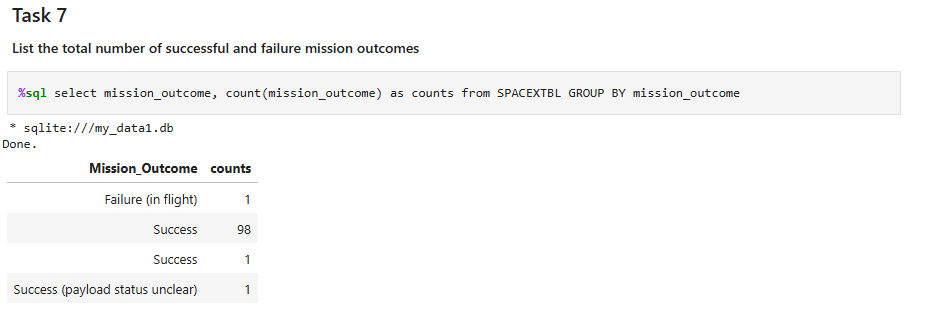 Task 7
List the total number of successful and failure mission outcomes
%sql select mission_outcome, count(mission_outcome) as counts from SPACEXTBL GROUP BY mission_outcome
* sqlite:///my_data1.db
Done.
Mission_Outcome counts
Failure (in flight) 1
Success 98
Success 1
Success (payload status unclear) 1